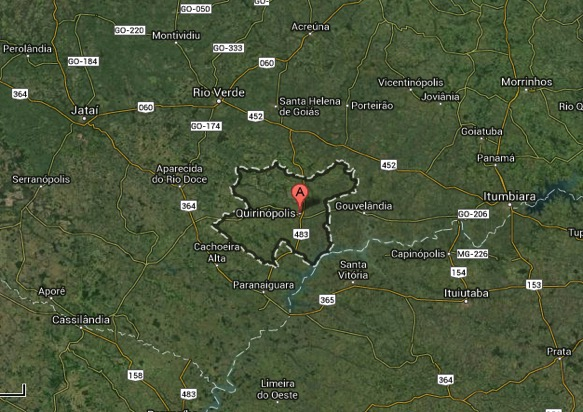 GO-050
GO-220
Acreúna
Montividiu
Perolândia
GO-333
GO-184
060
Vicentinópolis
Morrinhos
364
Rio Verde
Joviânia
Santa Helena
de Goiás
Porteirão
Jataí
060
452
Rio Q
GO-174
Goiatuba
Panamá
452
Aparecida
do Rio Doce
Serranópolis
A
Itumbiara
364
Quirinópolis
Gouvelândia
GO-206
483
Cachoeira
Alta
Capinópolis
MG-226
Tup
Santa
Vitória
154
Paranaiguara
153
Aporé
365
Ituiutaba
Cassilândia
Prata
158
364
Limeira
do Oeste
483